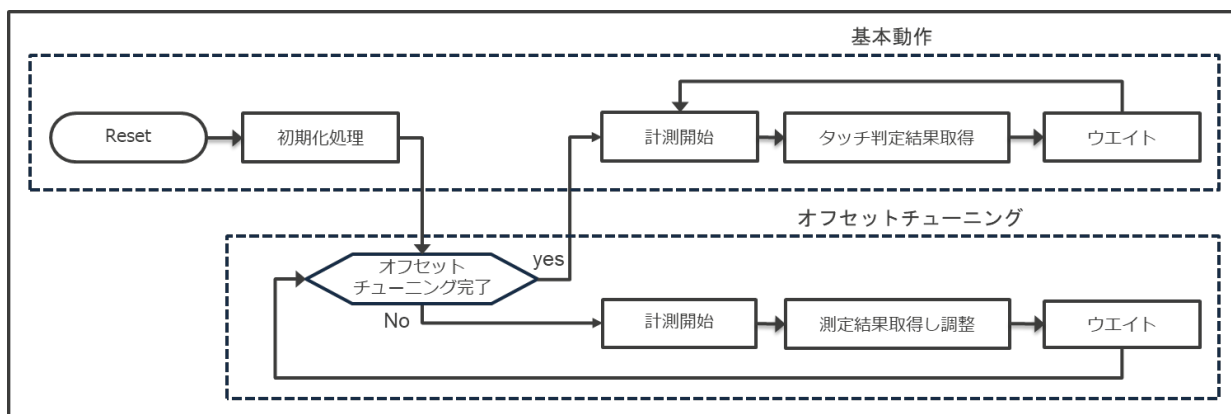 基本動作
Reset
初期化処理
計測開始
タッチ判定結果取得
ウエイト
オフセットチューニング
オフセット
チューニング完了
yes
No
計測開始
測定結果取得し調整
ウエイト